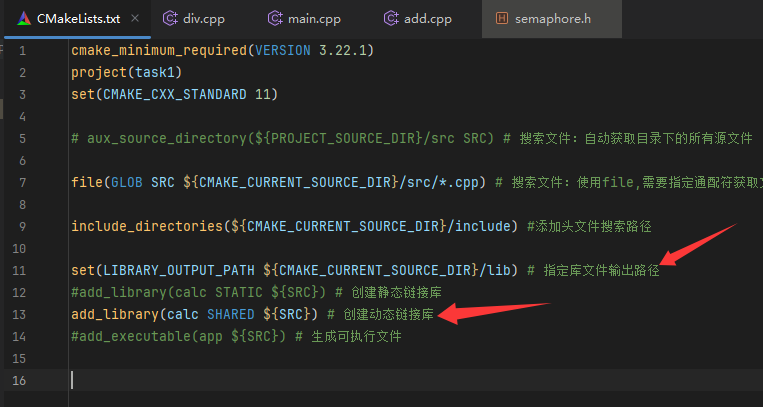 CMakeLists.txt × div.cpp main.cpp add.cpp semaphore.h
1 cmake_minimum_required(VERSION 3.22.1)
2 project(task1)
3 set(CMAKE_CXX_STANDARD 11)
4
5 # aux_source_directory(${PROJECT_SOURCE_DIR}/src SRC) # 搜索文件：自动获取目录下的所有源文件
6
7 file(GLOB SRC ${CMAKE_CURRENT_SOURCE_DIR}/src/*.cpp) # 搜索文件：使用file,需要指定通配符获取
8
9 include_directories(${CMAKE_CURRENT_SOURCE_DIR}/include) #添加头文件搜索路径
10
11 set(LIBRARY_OUTPUT_PATH ${CMAKE_CURRENT_SOURCE_DIR}/lib) # 指定库文件输出路径
12 #add_library(calc STATIC ${SRC}) # 创建静态链接库
13 add_library(calc SHARED ${SRC}) # 创建动态链接库
14 #add_executable(app ${SRC}) # 生成可执行文件
15
16